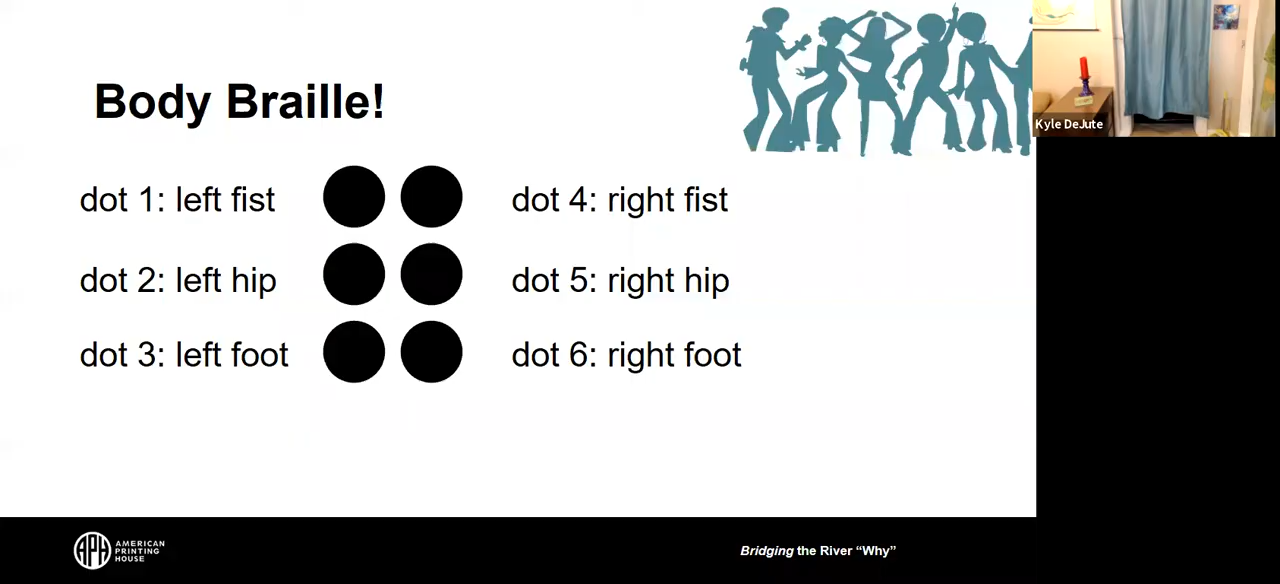 Body Braille!
Kyle DeJute
dot 1: left fist
dot 4: right fist
dot 2: left hip
dot 5: right hip
dot 3: left foot
dot 6: right foot
APH
AMERICAN
PRINTING
HOUSE
Bridging the River “Why”